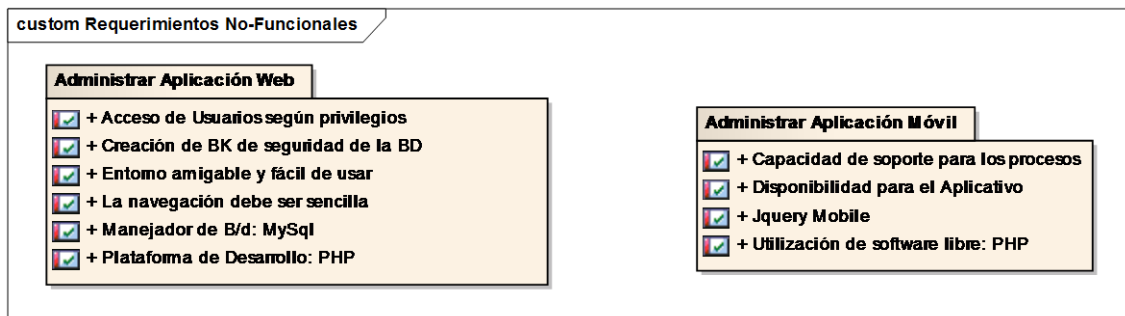 custom Requerimientos No-Funcionales
Administrar Aplicación Web
+ Acceso de Usuarios según privilegios
+ Creación de BK de seguridad de la BD
+ Entorno amigable y fácil de usar
+ La navegación debe ser sencilla
+ Manejador de B/d: MySql
+ Plataforma de Desarrollo: PHP
Administrar Aplicación Móvil
+ Capacidad de soporte para los procesos
+ Disponibilidad para el Aplicativo
+ Jquery Mobile
+ Utilización de software libre: PHP